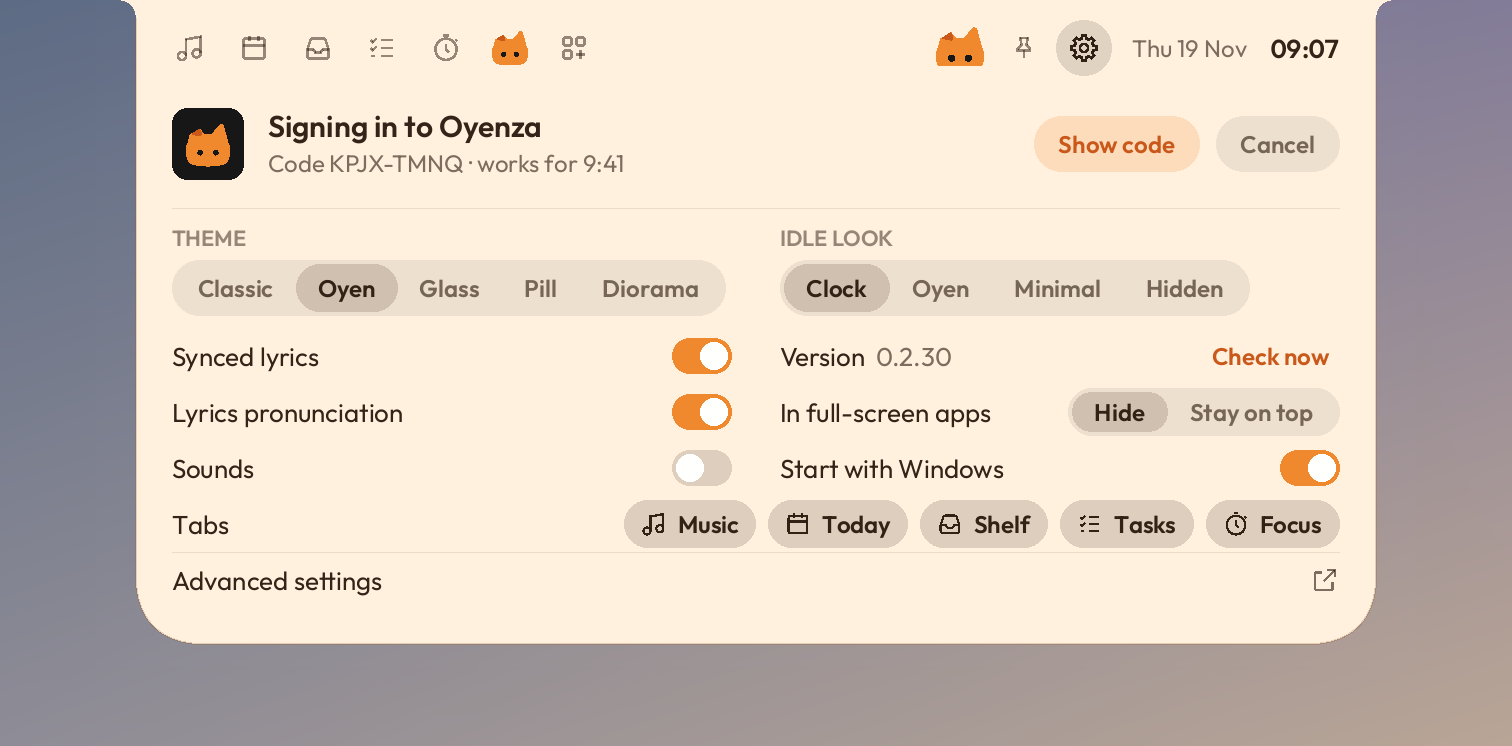 Thu 19 Nov 09:07
Signing in to Oyenza
Code KPJX-TMNQ · works for 9:41
Show code
Cancel
THEME
Classic Oyen Glass Pill Diorama
IDLE LOOK
Clock Oyen Minimal Hidden
Synced lyrics
Version 0.2.30 Check now
Lyrics pronunciation
In full-screen apps Hide Stay on top
Sounds
Start with Windows
Tabs Music Today Shelf Tasks Focus
Advanced settings